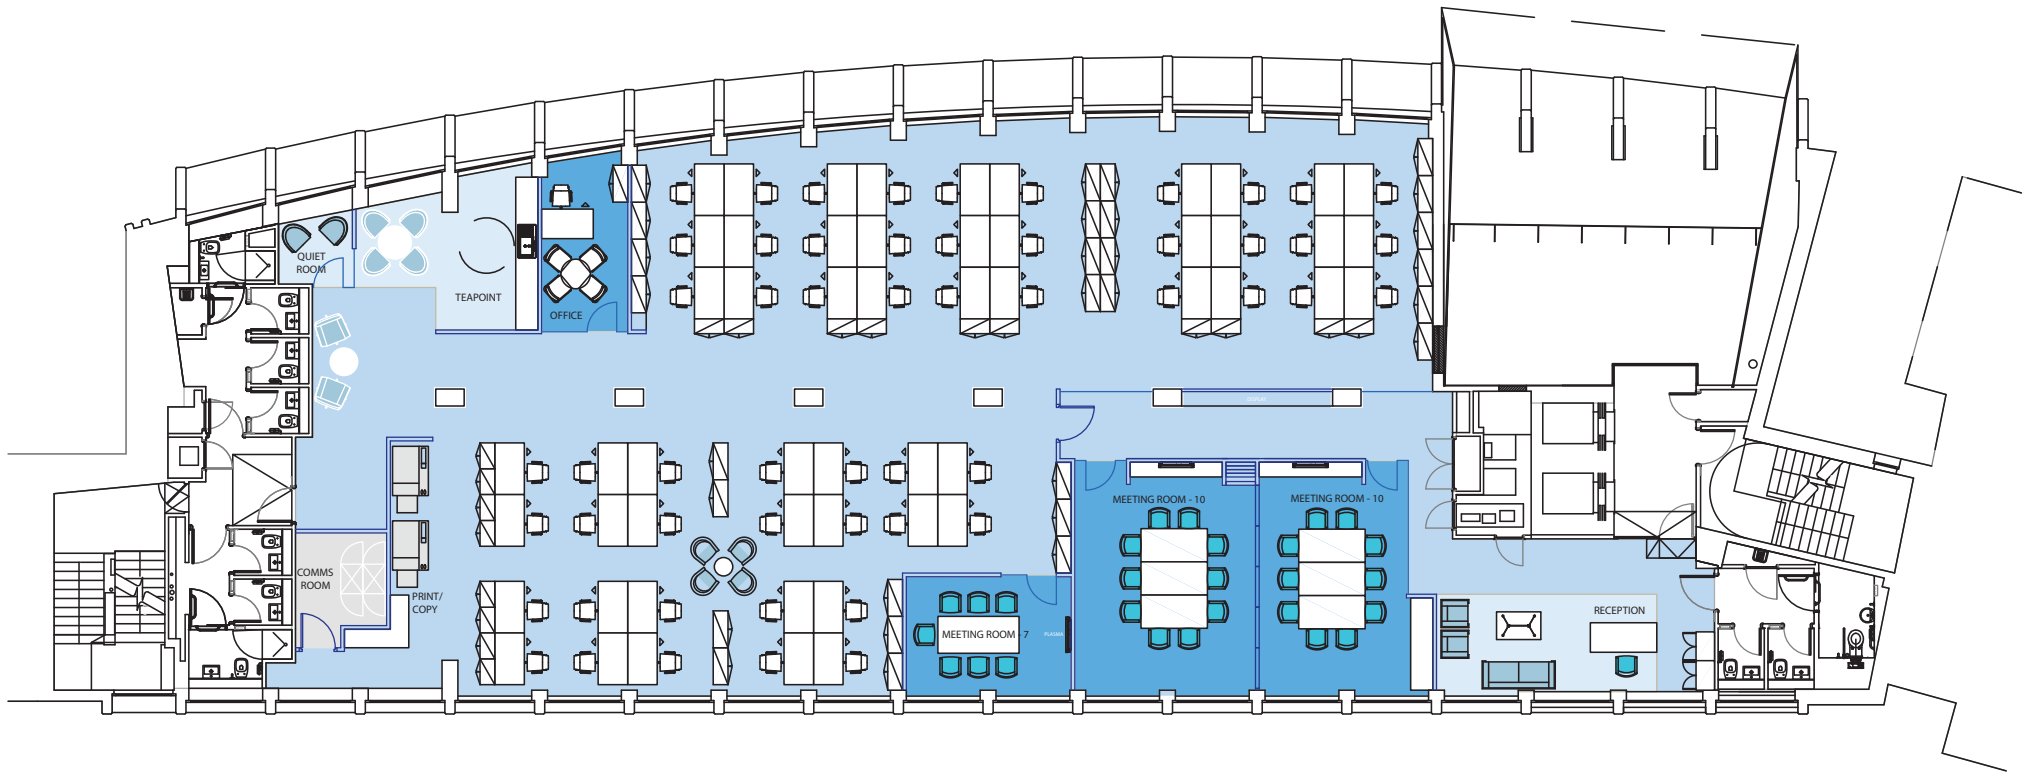 QUIET
ROOM
TEAPOINT
OFFICE
DISPLAY
MEETING ROOM - 10
MEETING ROOM - 10
COMMS
ROOM
PRINT/
COPY
MEETING ROOM - 7
PLASMA
RECEPTION